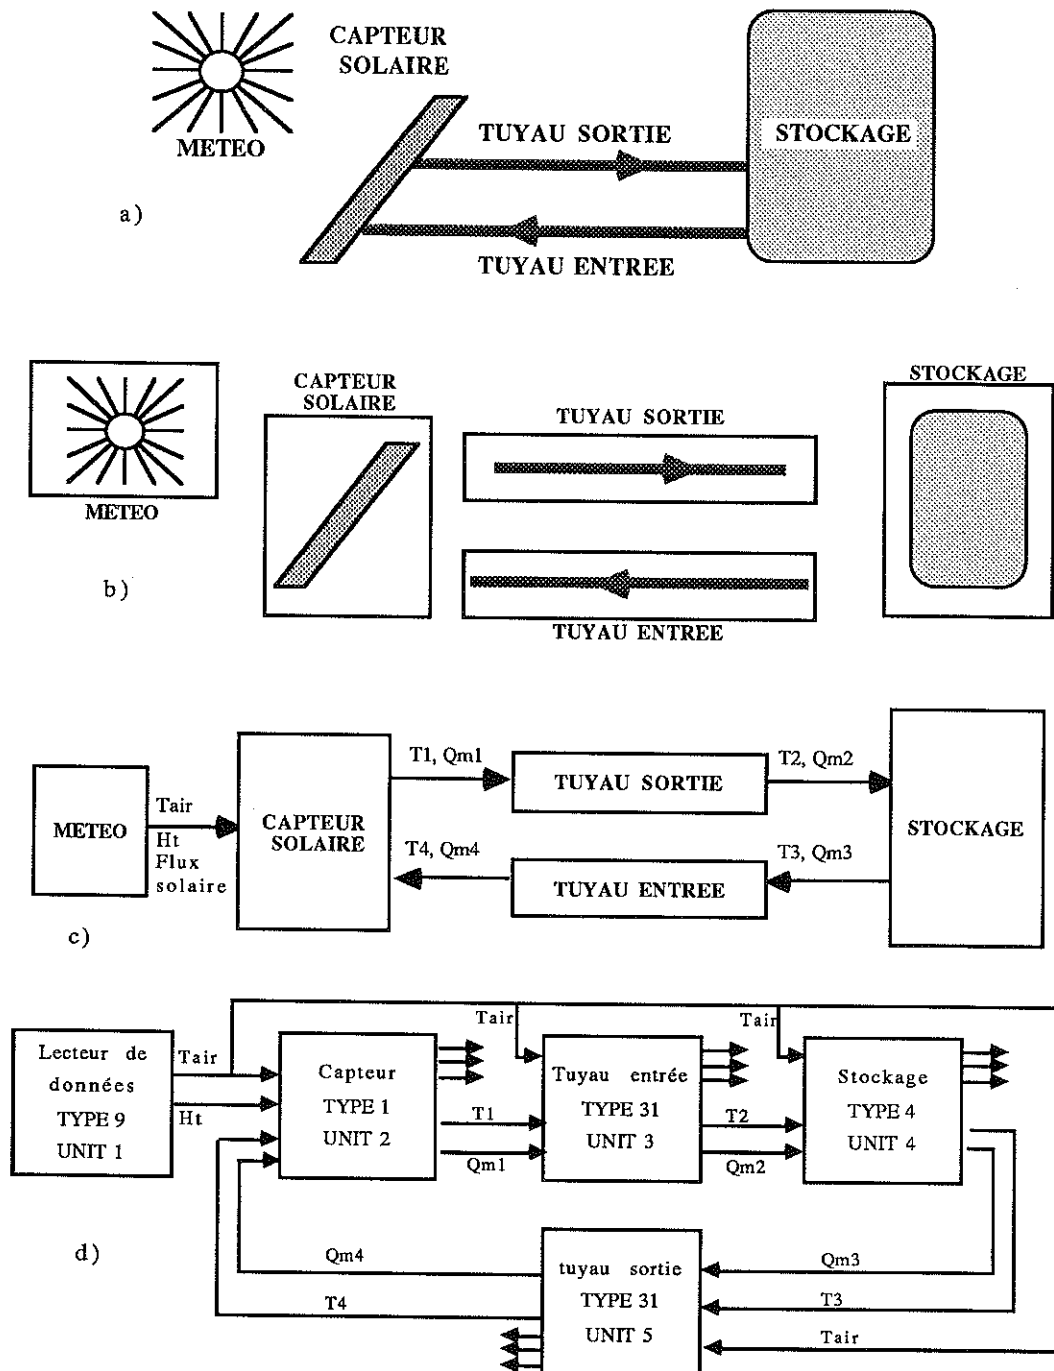 CAPTEUR
SOLAIRE
METEO
TUYAU SORTIE
STOCKAGE
TUYAU ENTREE
a)
METEO
CAPTEUR
SOLAIRE
TUYAU SORTIE
TUYAU ENTREE
STOCKAGE
b)
METEO
Tair
Ht
Flux
solaire
CAPTEUR
SOLAIRE
T1, Qm1
TUYAU SORTIE
T2, Qm2
T4, Qm4
TUYAU ENTREE
T3, Qm3
STOCKAGE
c)
Lecteur de
données
TYPE 9
UNIT 1
Tair
Ht
Capteur
TYPE 1
UNIT 2
T1
Qm1
Tair
Tuyau entrée
TYPE 31
UNIT 3
T2
Qm2
Tair
Stockage
TYPE 4
UNIT 4
d)
Qm4
T4
tuyau sortie
TYPE 31
UNIT 5
Qm3
T3
Tair